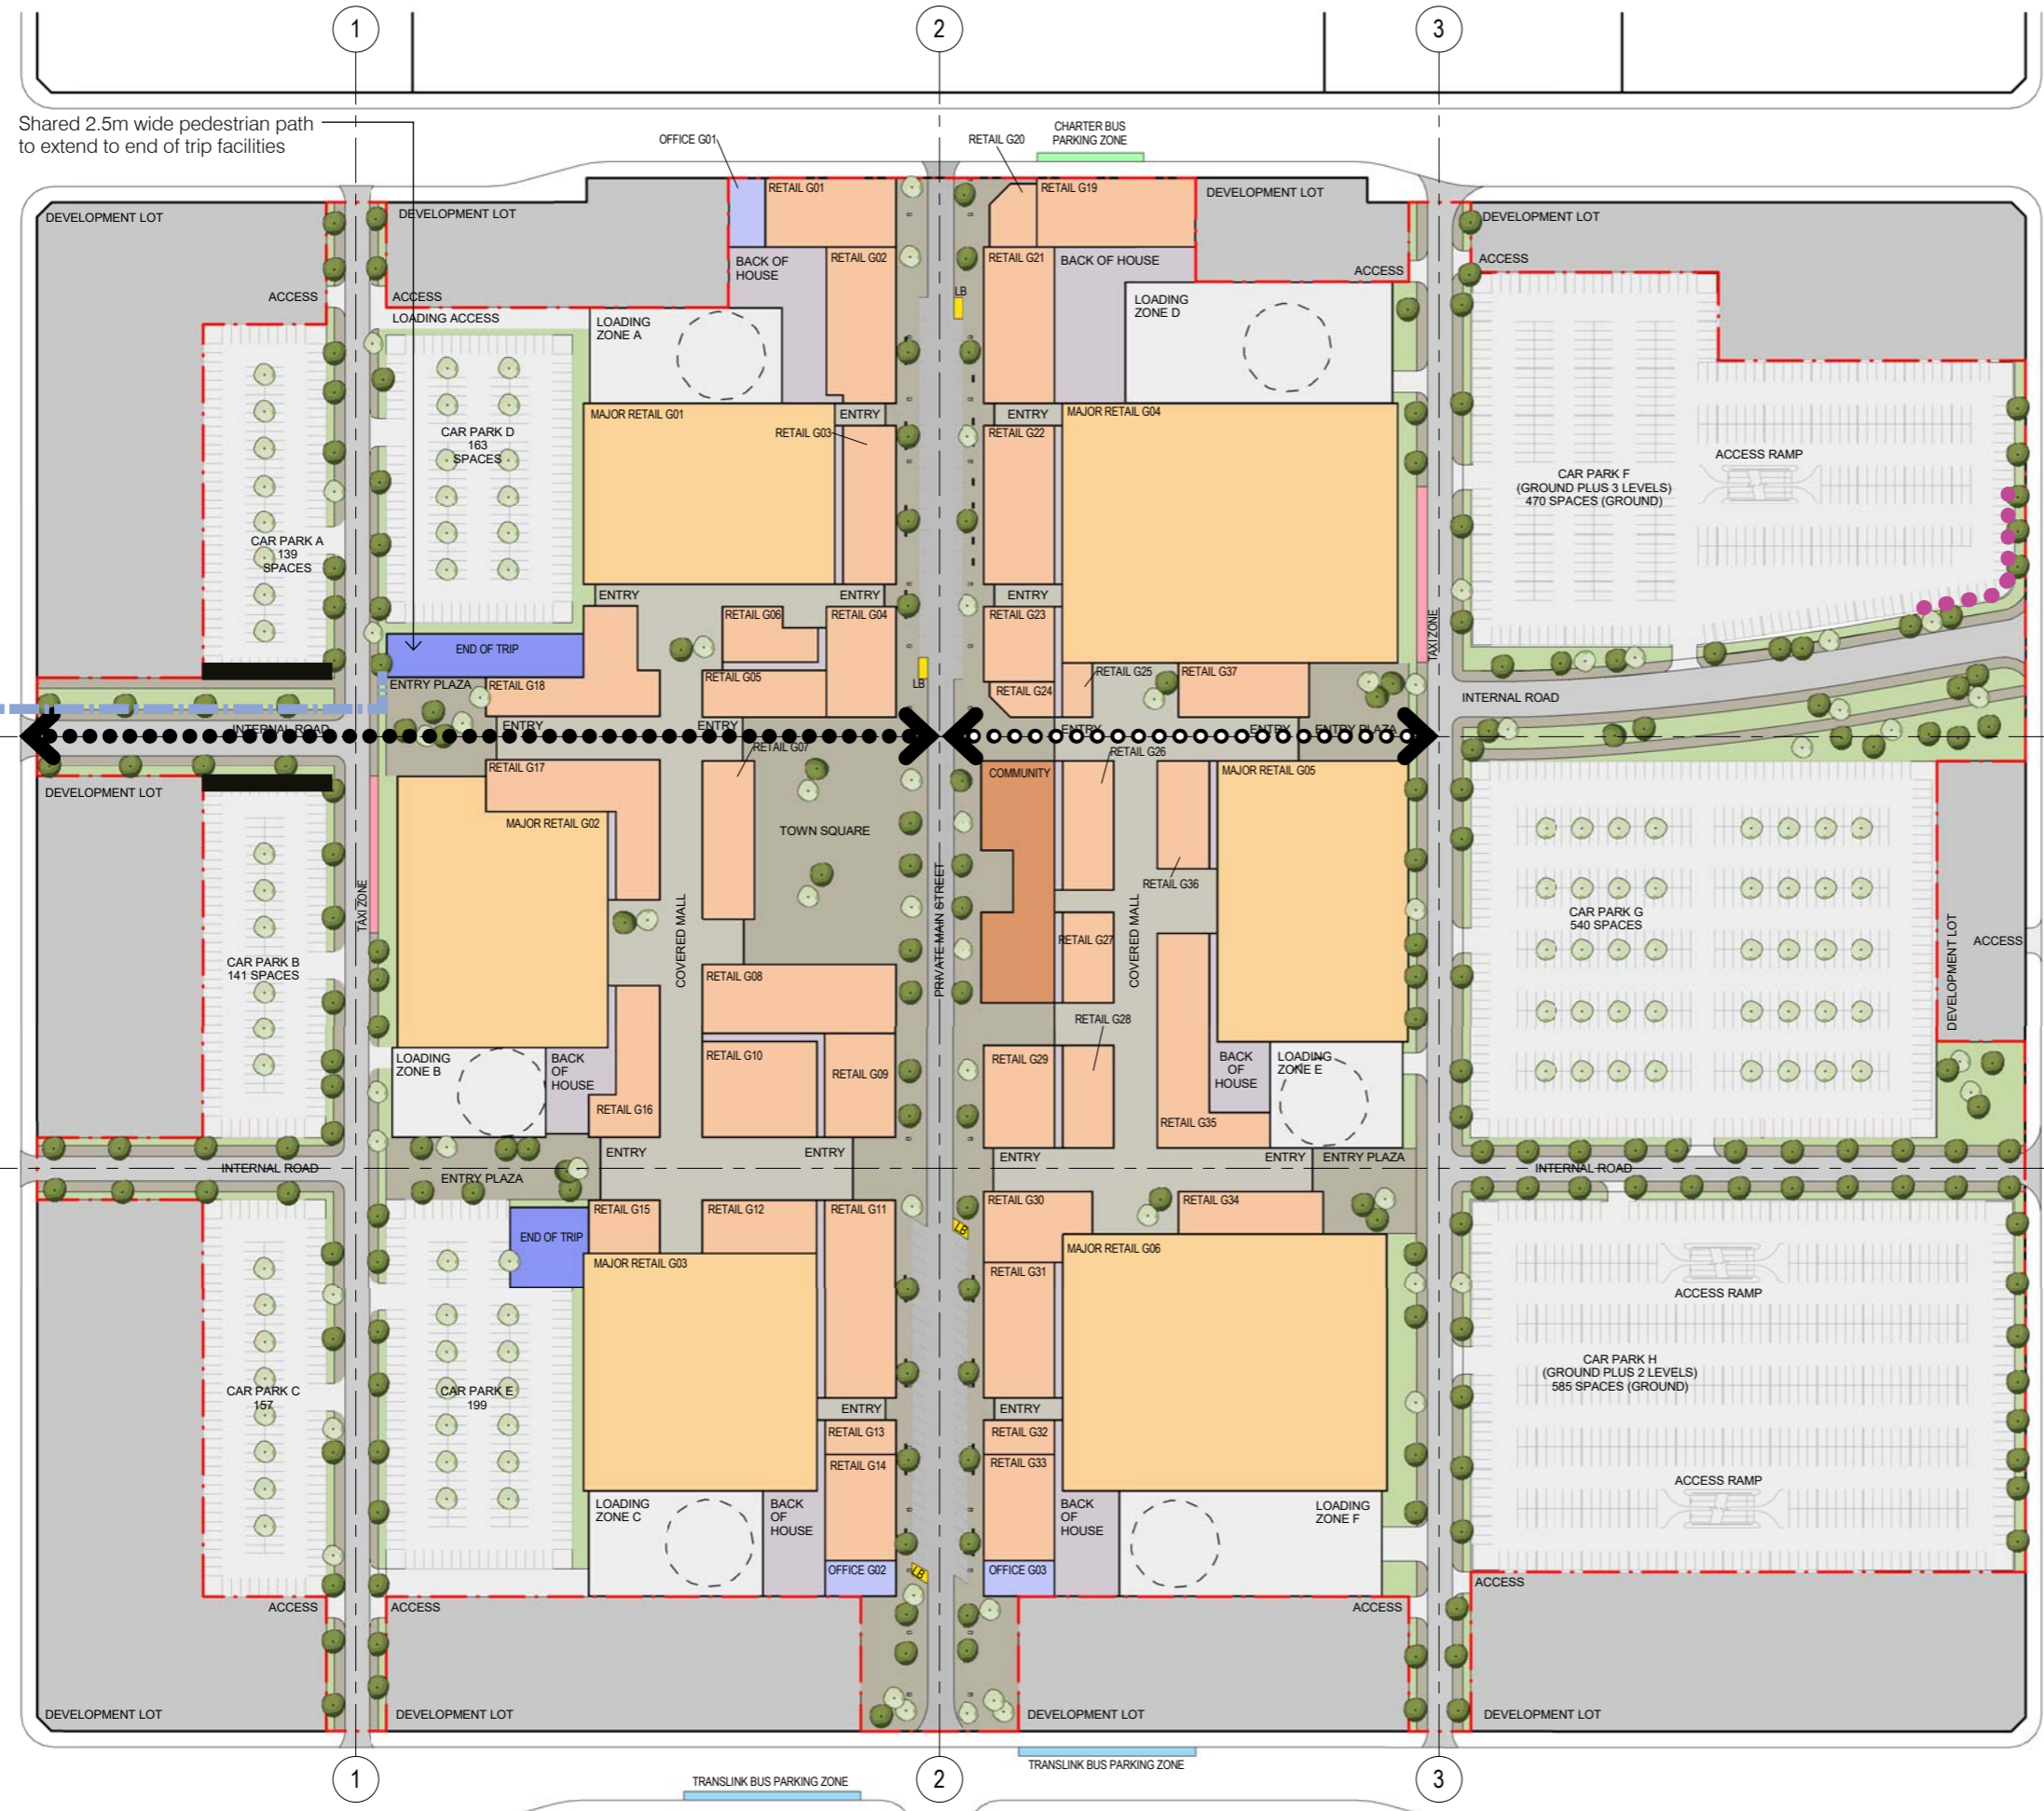 1
2
3
Shared 2.5m wide pedestrian path
to extend to end of trip facilities
OFFICE G01
RETAIL G20
CHARTER BUS
PARKING ZONE
DEVELOPMENT LOT
DEVELOPMENT LOT
RETAIL G01
RETAIL G19
DEVELOPMENT LOT
DEVELOPMENT LOT
BACK OF
HOUSE
RETAIL G02
RETAIL G21
BACK OF HOUSE
ACCESS
ACCESS
ACCESS
ACCESS
LB
LOADING ACCESS
LOADING
ZONE A
LOADING
ZONE D
MAJOR RETAIL G01
ENTRY
ENTRY
MAJOR RETAIL G04
CAR PARK D
163
SPACES
RETAIL G03
RETAIL G22
ACCESS RAMP
CAR PARK F
(GROUND PLUS 3 LEVELS)
470 SPACES (GROUND)
CAR PARK A
139
SPACES
ENTRY
ENTRY
ENTRY
RETAIL G06
RETAIL G04
RETAIL G23
TAXI ZONE
END OF TRIP
RETAIL G05
RETAIL G25
RETAIL G37
ENTRY PLAZA
RETAIL G18
LB
RETAIL G24
INTERNAL ROAD
INTERNAL ROAD
ENTRY
ENTRY
ENTRY
ENTRY
ENTRY PLAZA
RETAIL G07
RETAIL G26
RETAIL G17
COMMUNITY
MAJOR RETAIL G05
DEVELOPMENT LOT
MAJOR RETAIL G02
TOWN SQUARE
TAXI ZONE
COVERED MALL
PRIVATE MAIN STREET
COVERED MALL
RETAIL G36
CAR PARK G
540 SPACES
RETAIL G27
ACCESS
DEVELOPMENT LOT
CAR PARK B
141 SPACES
RETAIL G08
RETAIL G28
LOADING
ZONE B
BACK
OF
HOUSE
RETAIL G10
RETAIL G09
RETAIL G29
BACK
OF
HOUSE
LOADING
ZONE E
RETAIL G16
RETAIL G35
ENTRY
ENTRY
ENTRY
ENTRY
ENTRY PLAZA
INTERNAL ROAD
INTERNAL ROAD
ENTRY PLAZA
RETAIL G15
RETAIL G12
RETAIL G11
RETAIL G30
RETAIL G34
END OF TRIP
LB
MAJOR RETAIL G03
MAJOR RETAIL G06
RETAIL G31
ACCESS RAMP
CAR PARK C
157
CAR PARK E
199
CAR PARK H
(GROUND PLUS 2 LEVELS)
585 SPACES (GROUND)
ENTRY
ENTRY
RETAIL G13
RETAIL G32
RETAIL G14
RETAIL G33
ACCESS RAMP
LOADING
ZONE C
BACK
OF
HOUSE
BACK
OF
HOUSE
LOADING
ZONE F
OFFICE G02
LB
OFFICE G03
ACCESS
ACCESS
ACCESS
ACCESS
DEVELOPMENT LOT
DEVELOPMENT LOT
DEVELOPMENT LOT
DEVELOPMENT LOT
TRANSLINK BUS PARKING ZONE
TRANSLINK BUS PARKING ZONE
1
2
3